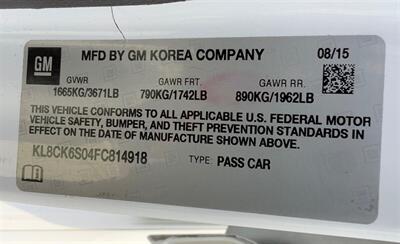 GM
MFD BY GM KOREA COMPANY 08/15
GVWR GAWR FRT. GAWR RR.
1665KG/3671LB 790KG/1742LB 890KG/1962LB
THIS VEHICLE CONFORMS TO ALL APPLICABLE U.S. FEDERAL MOTOR
VEHICLE SAFETY, BUMPER, AND THEFT PREVENTION STANDARDS IN
EFFECT ON THE DATE OF MANUFACTURE SHOWN ABOVE.
KL8CK6S04FC814918 TYPE: PASS CAR